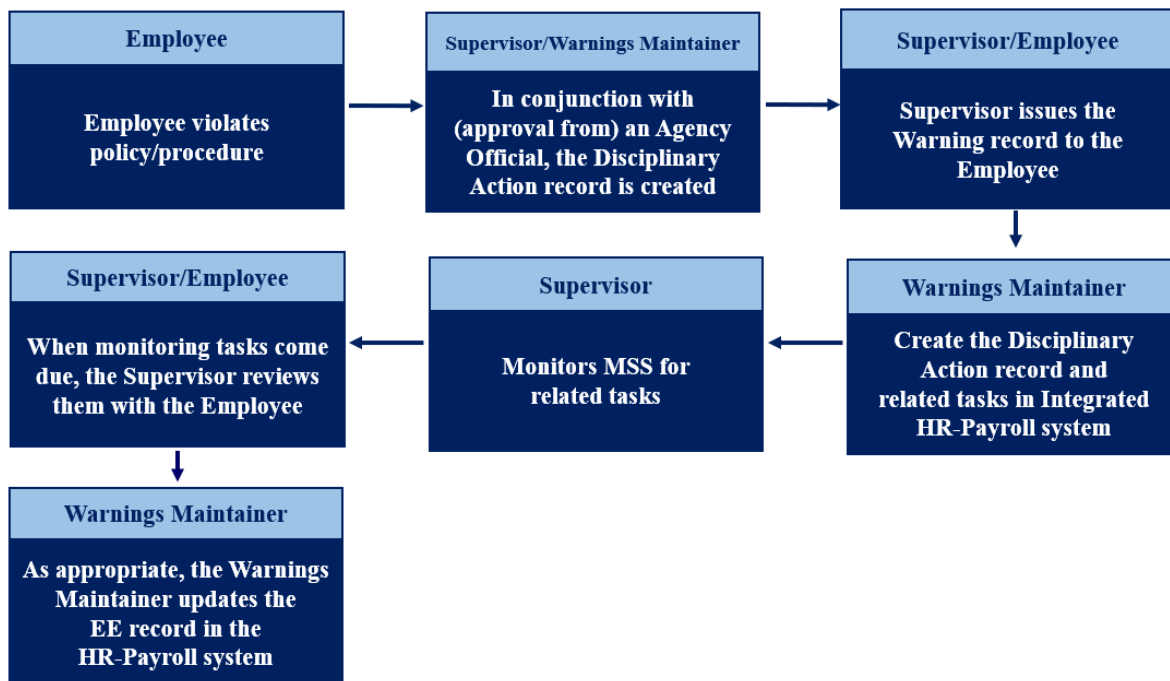 Employee
Employee violates
policy/procedure
Supervisor/Warnings Maintainer
In conjunction with
(approval from) an Agency
Official, the Disciplinary
Action record is created
Supervisor/Employee
Supervisor issues the
Warning record to the
Employee
Warnings Maintainer
Create the Disciplinary
Action record and
related tasks in Integrated
HR-Payroll system
Supervisor
Monitors MSS for
related tasks
Supervisor/Employee
When monitoring tasks come
due, the Supervisor reviews
them with the Employee
Warnings Maintainer
As appropriate, the Warnings
Maintainer updates the
EE record in the
HR-Payroll system